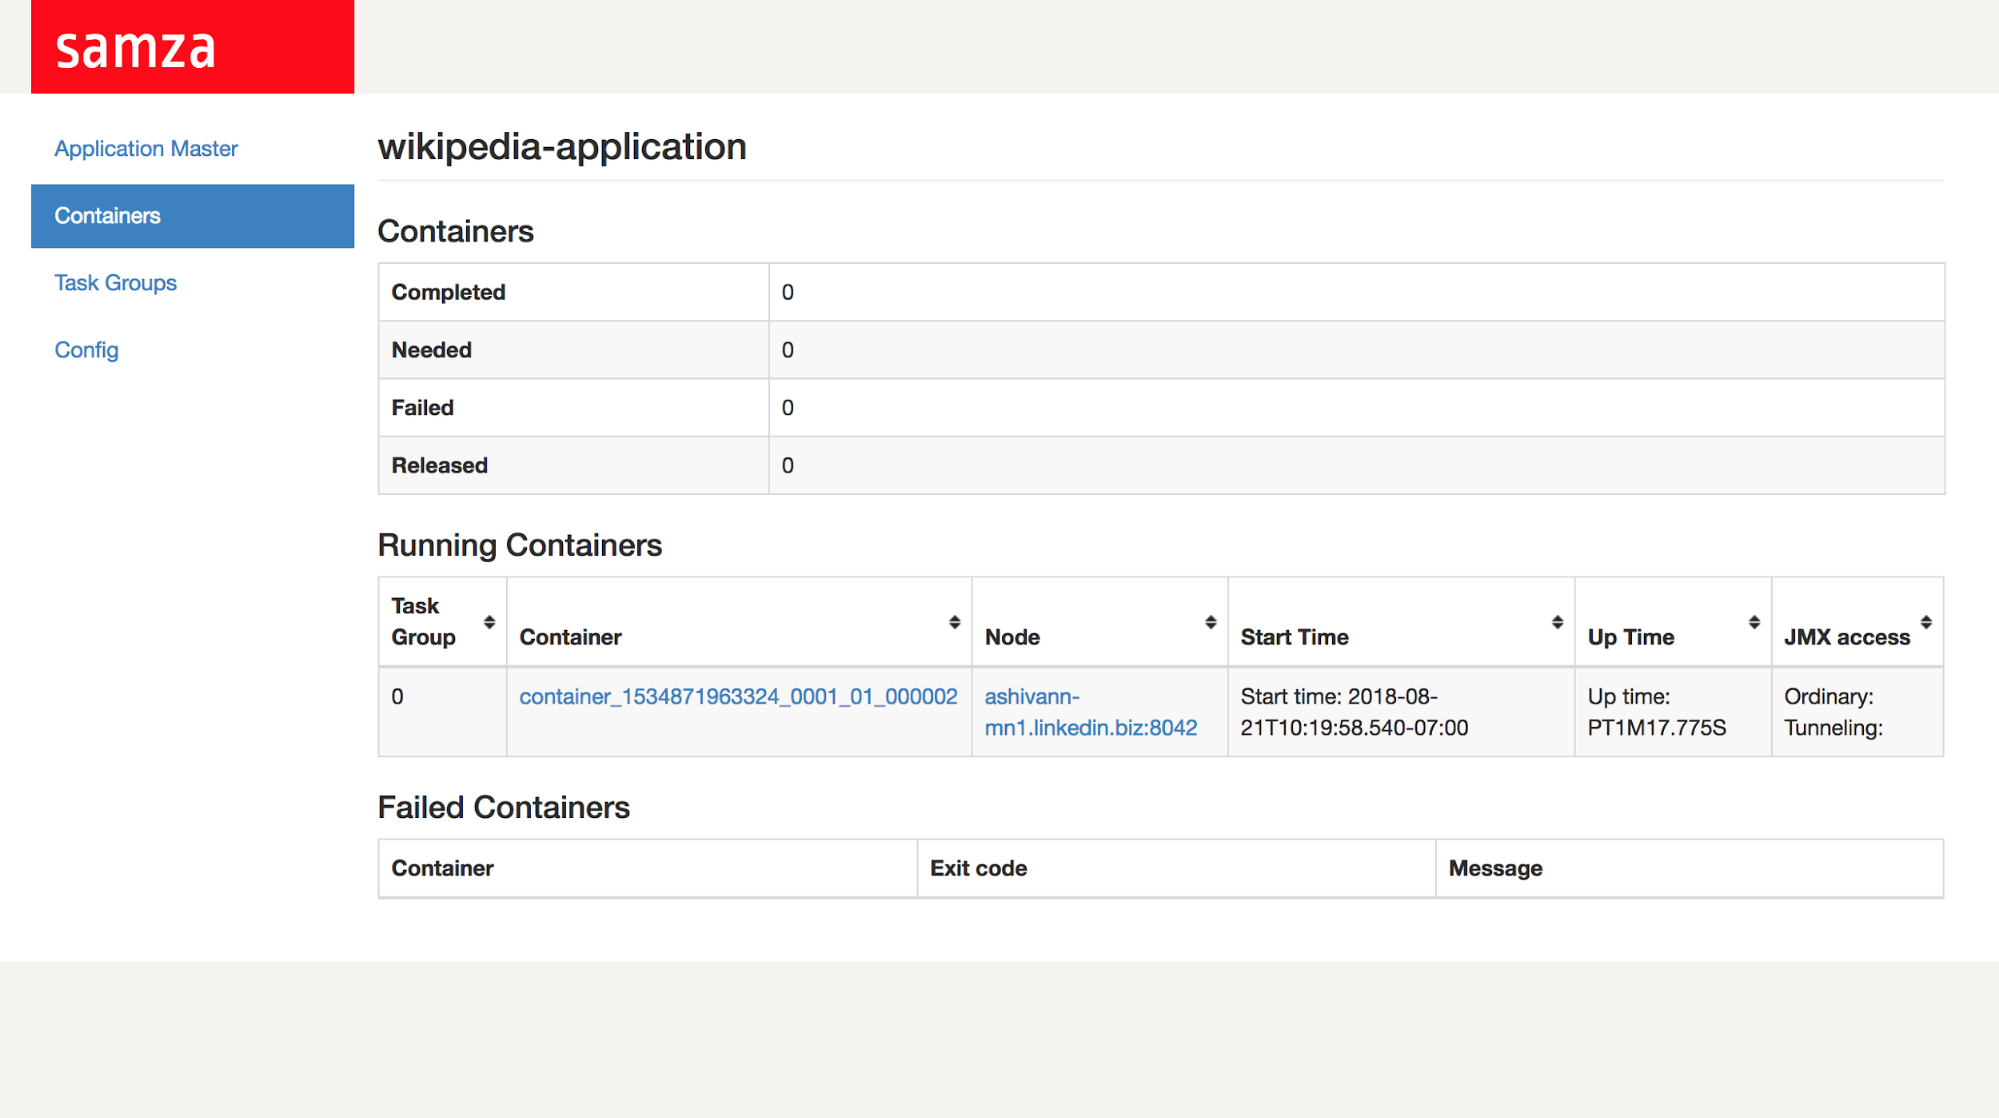 samza
Application Master
Containers
Task Groups
Config
wikipedia-application
Containers
Completed 0
Needed 0
Failed 0
Released 0
Running Containers
Task Group Container Node Start Time Up Time JMX access
0 container_1534871963324_0001_01_000002 ashivann- Start time: 2018-08- Up time: Ordinary:
mn1.linkedin.biz:8042 21T10:19:58.540-07:00 PT1M17.775S Tunneling:
Failed Containers
Container Exit code Message